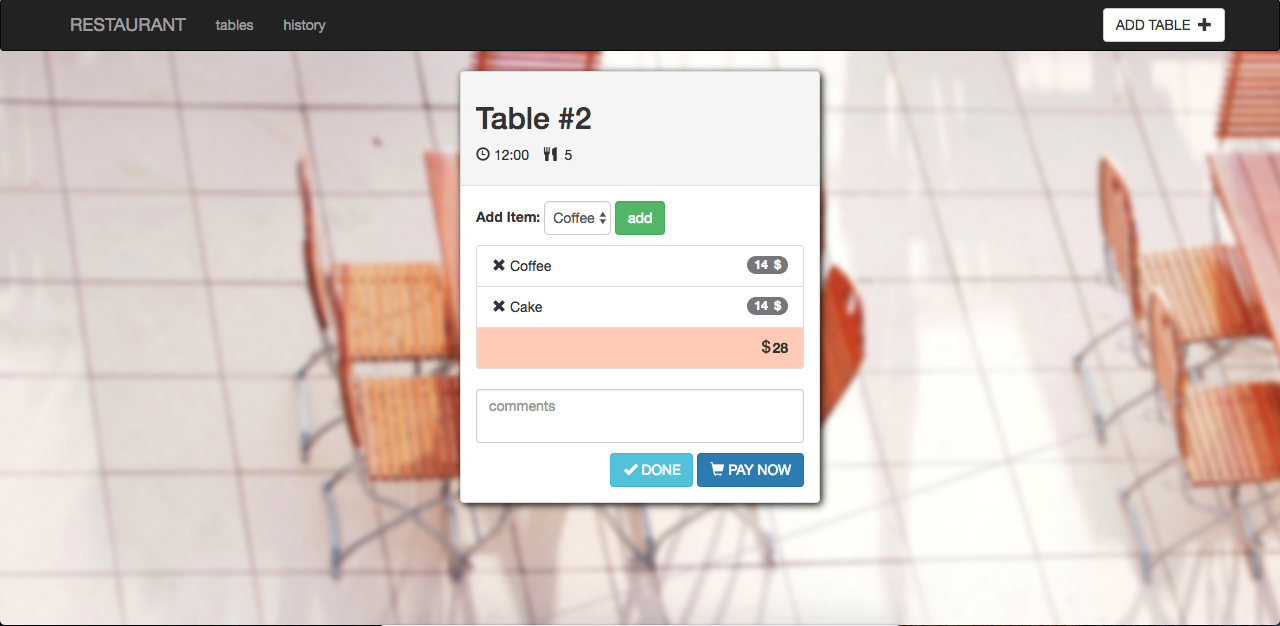 RESTAURANT tables history ADD TABLE
Table #2
12:00 5
Add Item: Coffee add
Coffee 14 $
Cake 14 $
$28
comments
DONE PAY NOW